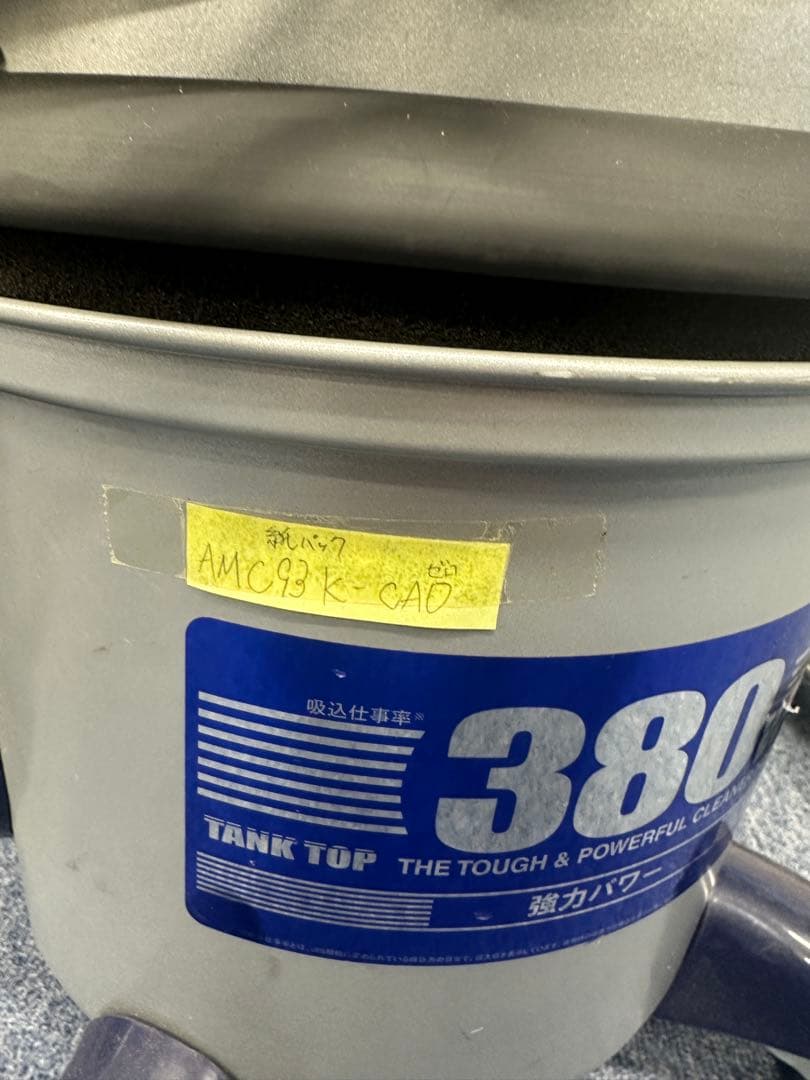 紙パック
ゼロ
AMC93K-CA0
吸込仕事率※
380
TANK TOP
THE TOUGH & POWERFUL
強力パワー